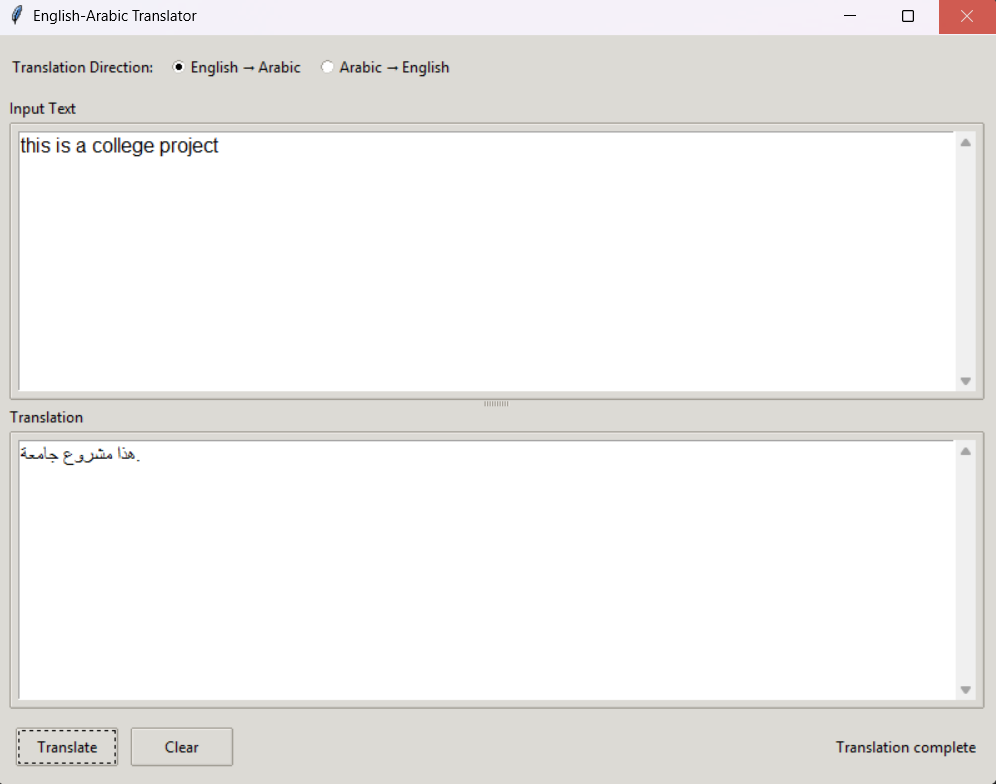 English-Arabic Translator
Translation Direction: English → Arabic Arabic → English
Input Text
this is a college project
Translation
هذا مشروع جامعة.
Translate Clear Translation complete